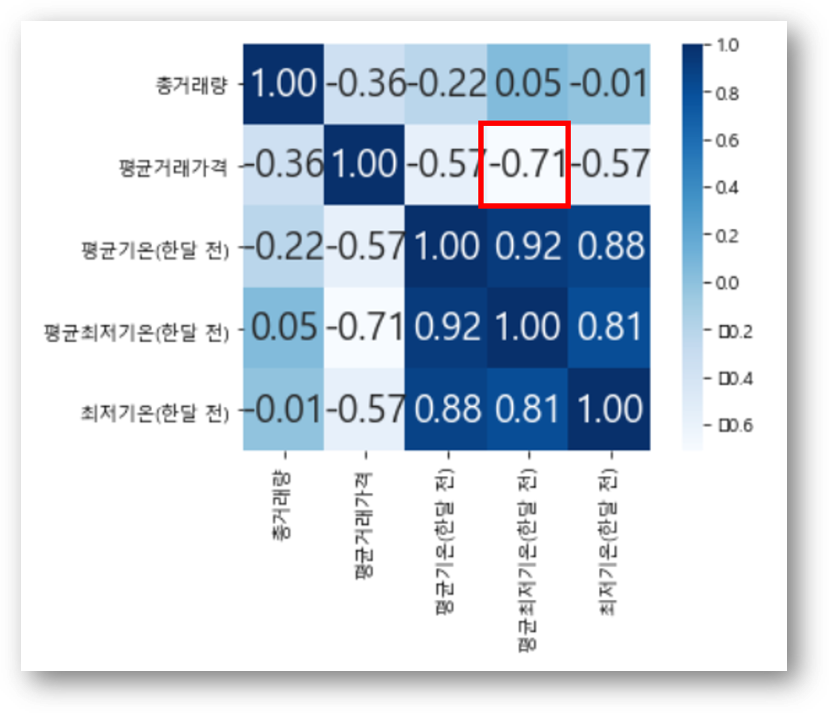 총거래량 1.00 -0.36 -0.22 0.05 -0.01
평균거래가격 -0.36 1.00 -0.57 -0.71 -0.57
평균기온(한달 전) -0.22 -0.57 1.00 0.92 0.88
평균최저기온(한달 전) 0.05 -0.71 0.92 1.00 0.81
최저기온(한달 전) -0.01 -0.57 0.88 0.81 1.00
총거래량
평균거래가격
평균기온(한달 전)
평균최저기온(한달 전)
최저기온(한달 전)
1.0
0.8
0.6
0.4
0.2
0.0
□0.2
□0.4
□0.6